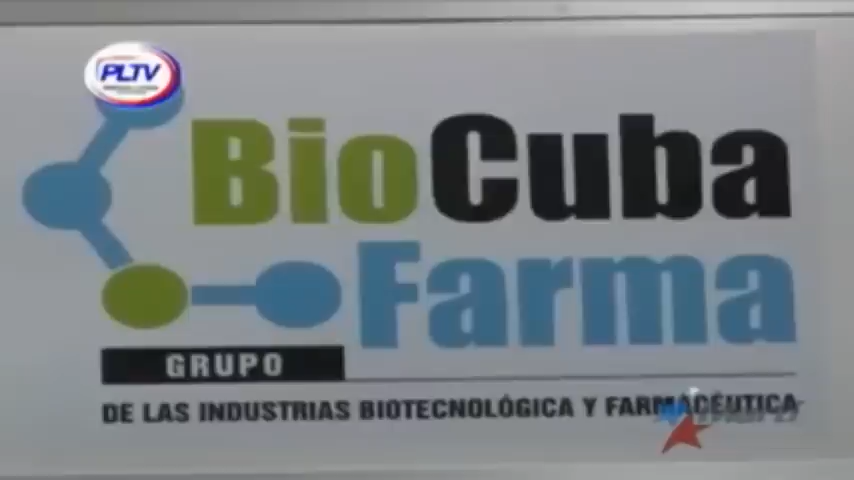 PLTV
BioCuba
Farma
GRUPO
DE LAS INDUSTRIAS BIOTECNOLÓGICA Y FARMACÉUTICA